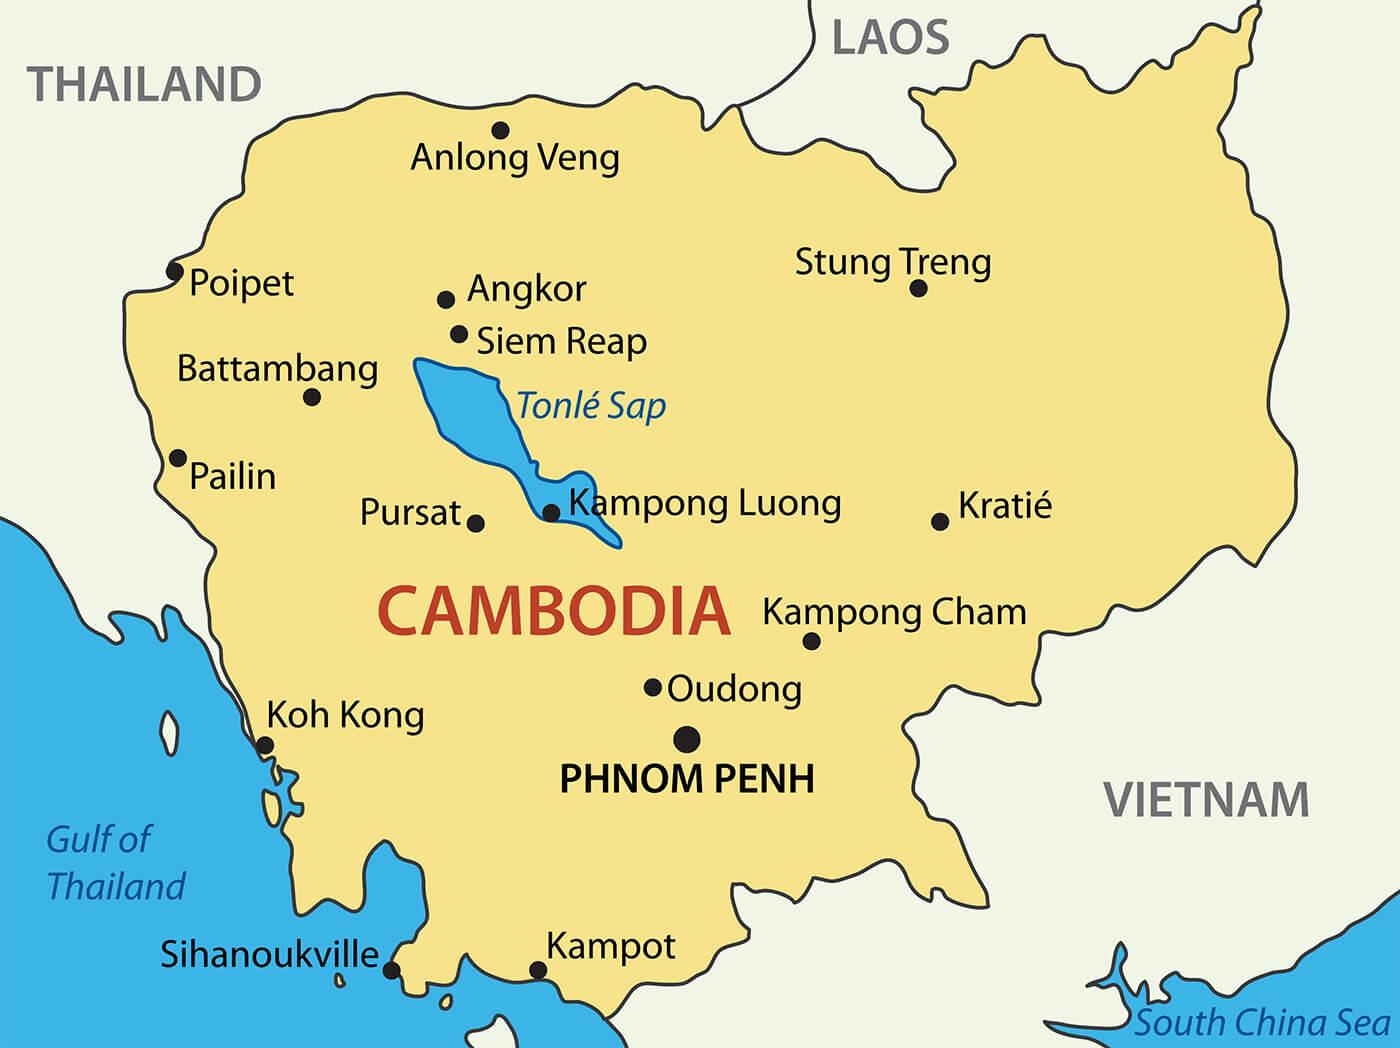 LAOS
THAILAND
Anlong Veng
Stung Treng
Poipet
Angkor
Siem Reap
Battambang
Tonlé Sap
Pailin
Pursat
Kampong Luong
Kratié
CAMBODIA
Kampong Cham
Oudong
Koh Kong
PHNOM PENH
VIETNAM
Gulf of
Thailand
Sihanoukville
Kampot
South China Sea